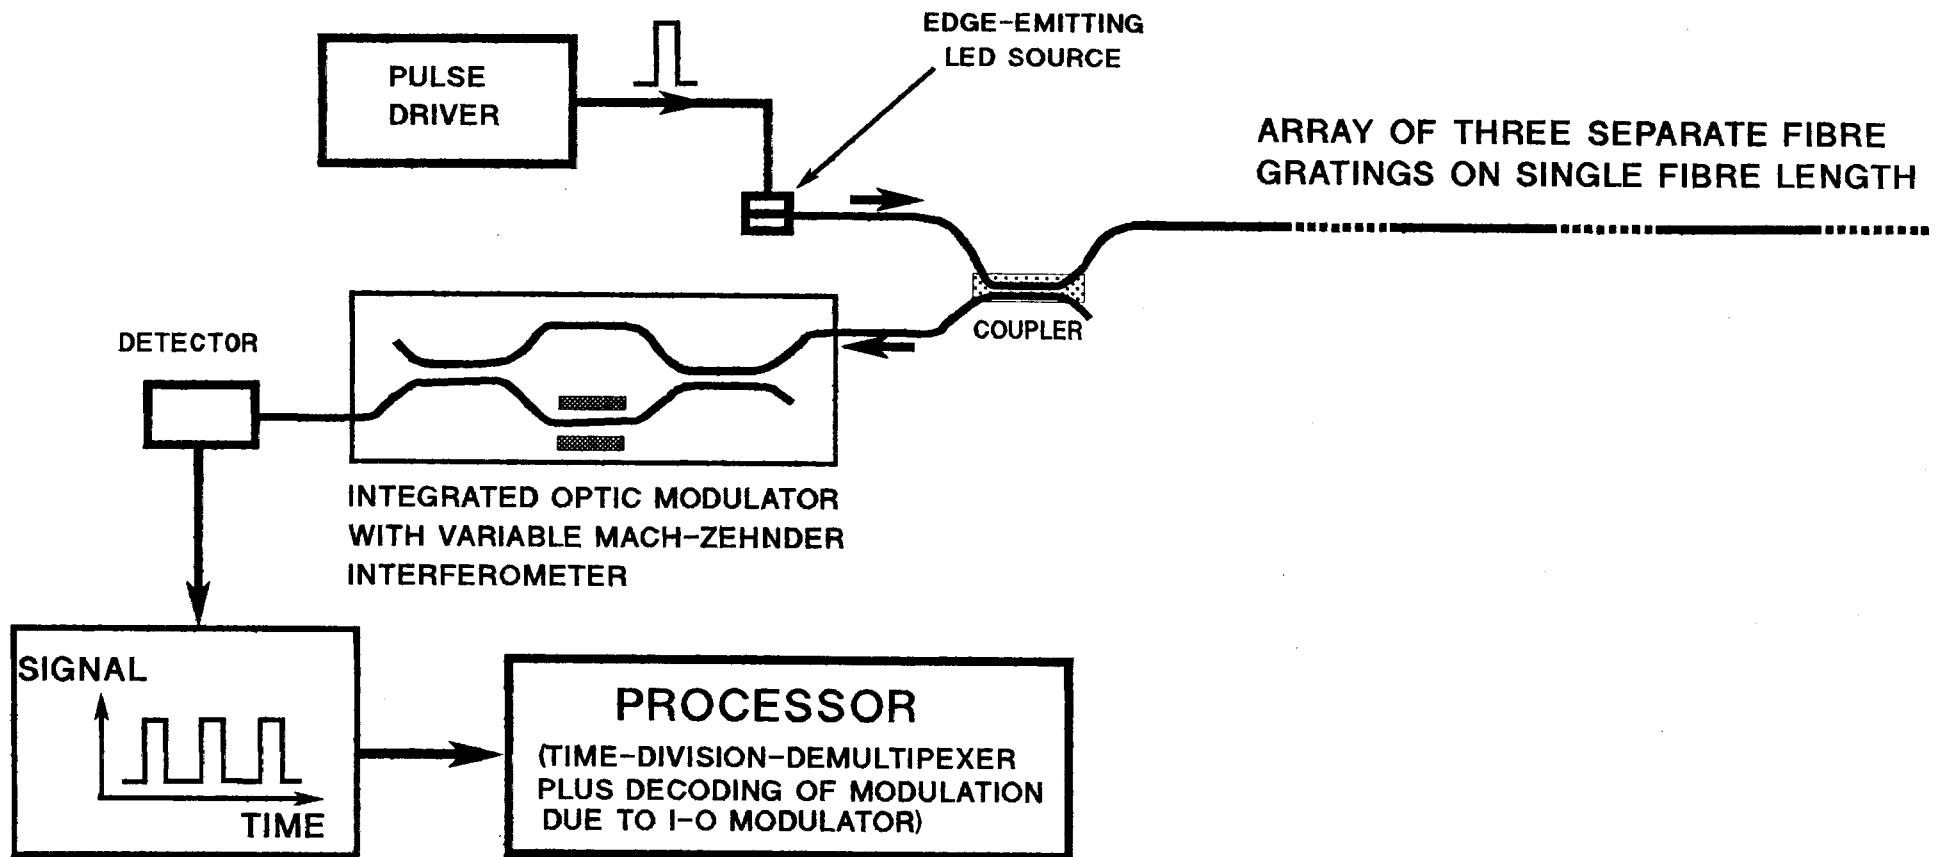 PULSE
DRIVER
EDGE-EMITTING
LED SOURCE
ARRAY OF THREE SEPARATE FIBRE
GRATINGS ON SINGLE FIBRE LENGTH
COUPLER
DETECTOR
INTEGRATED OPTIC MODULATOR
WITH VARIABLE MACH-ZEHNDER
INTERFEROMETER
SIGNAL
TIME
PROCESSOR
(TIME-DIVISION-DEMULTIPEXER
PLUS DECODING OF MODULATION
DUE TO I-O MODULATOR)